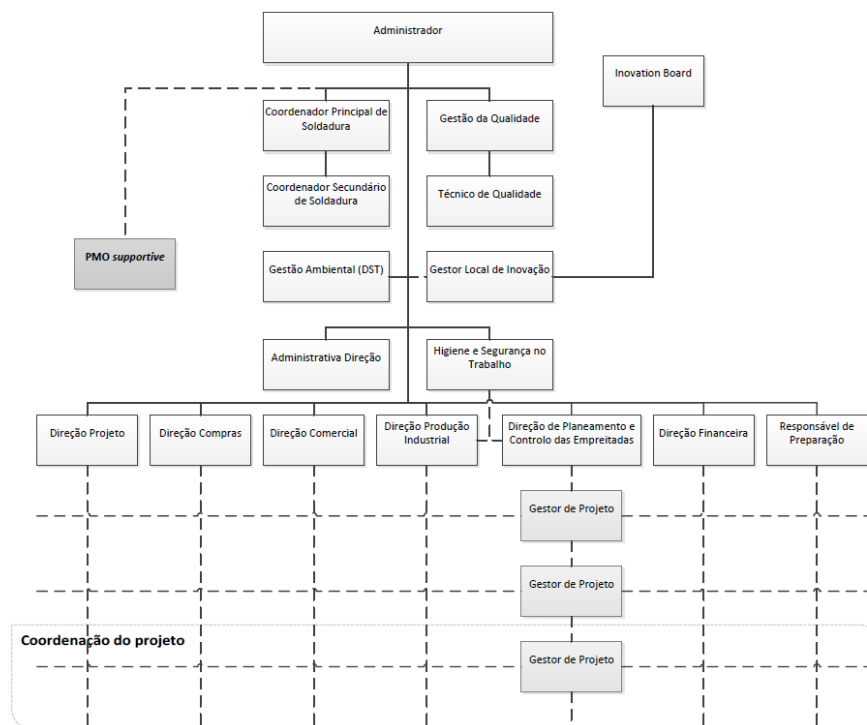 Administrador
Inovation Board
Coordenador Principal de
Soldadura
Gestão da Qualidade
Coordenador Secundário
de Soldadura
Técnico de Qualidade
PMO supportive
Gestão Ambiental (DST)
Gestor Local de Inovação
Administrativa Direção
Higiene e Segurança no
Trabalho
Direção Projeto
Direção Compras
Direção Comercial
Direção Produção
Industrial
Direção de Planeamento e
Controlo das Empreitadas
Direção Financeira
Responsável de
Preparação
Gestor de Projeto
Gestor de Projeto
Coordenação do projeto
Gestor de Projeto